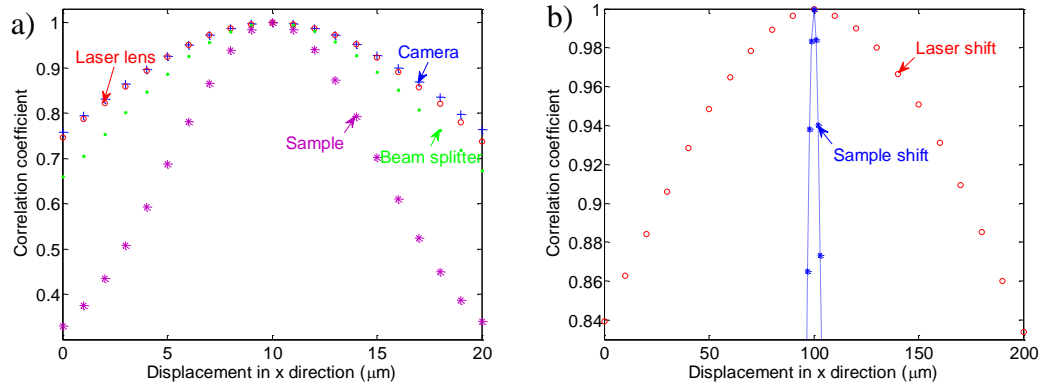 a)
Correlation coefficient
1
0.9
0.8
0.7
0.6
0.5
0.4
Laser lens
Camera
Sample
Beam splitter
0
5
10
15
20
Displacement in x direction (μm)
b)
Correlation coefficient
1
0.98
0.96
0.94
0.92
0.9
0.88
0.86
0.84
Laser shift
Sample shift
0
50
100
150
200
Displacement in x direction (μm)